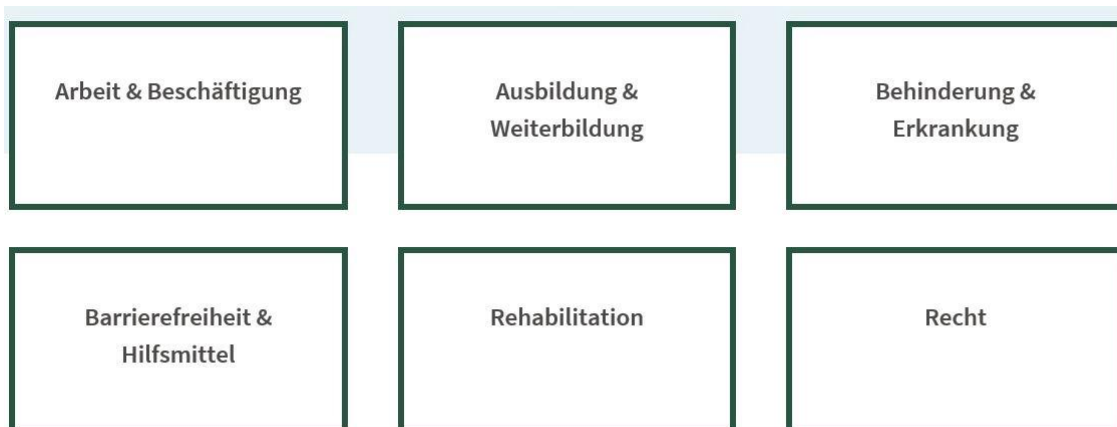 Arbeit & Beschäftigung
Ausbildung &
Weiterbildung
Behinderung &
Erkrankung
Barrierefreiheit &
Hilfsmittel
Rehabilitation
Recht